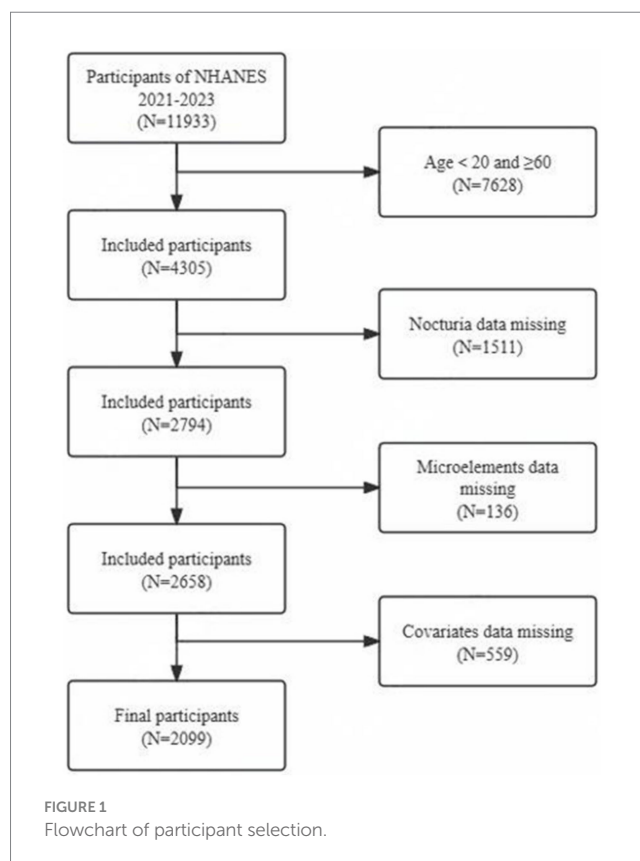 Participants of NHANES
2021-2023
(N=11933)
Age < 20 and ≥60
(N=7628)
Included participants
(N=4305)
Nocturia data missing
(N=1511)
Included participants
(N=2794)
Microelements data
missing
(N=136)
Included participants
(N=2658)
Covariates data missing
(N=559)
Final participants
(N=2099)
FIGURE 1
Flowchart of participant selection.